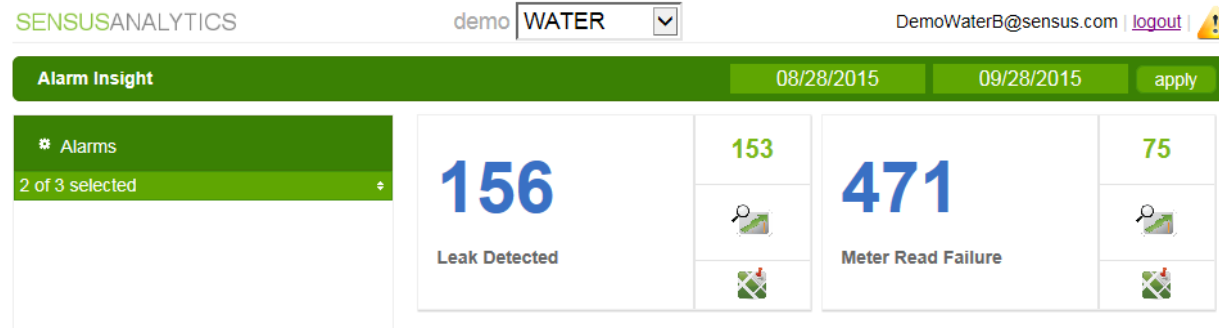 SENSUSANALYTICS
demo WATER
DemoWaterB@sensus.com | logout |
Alarm Insight
08/28/2015
09/28/2015
apply
Alarms
2 of 3 selected
156
Leak Detected
153
471
Meter Read Failure
75